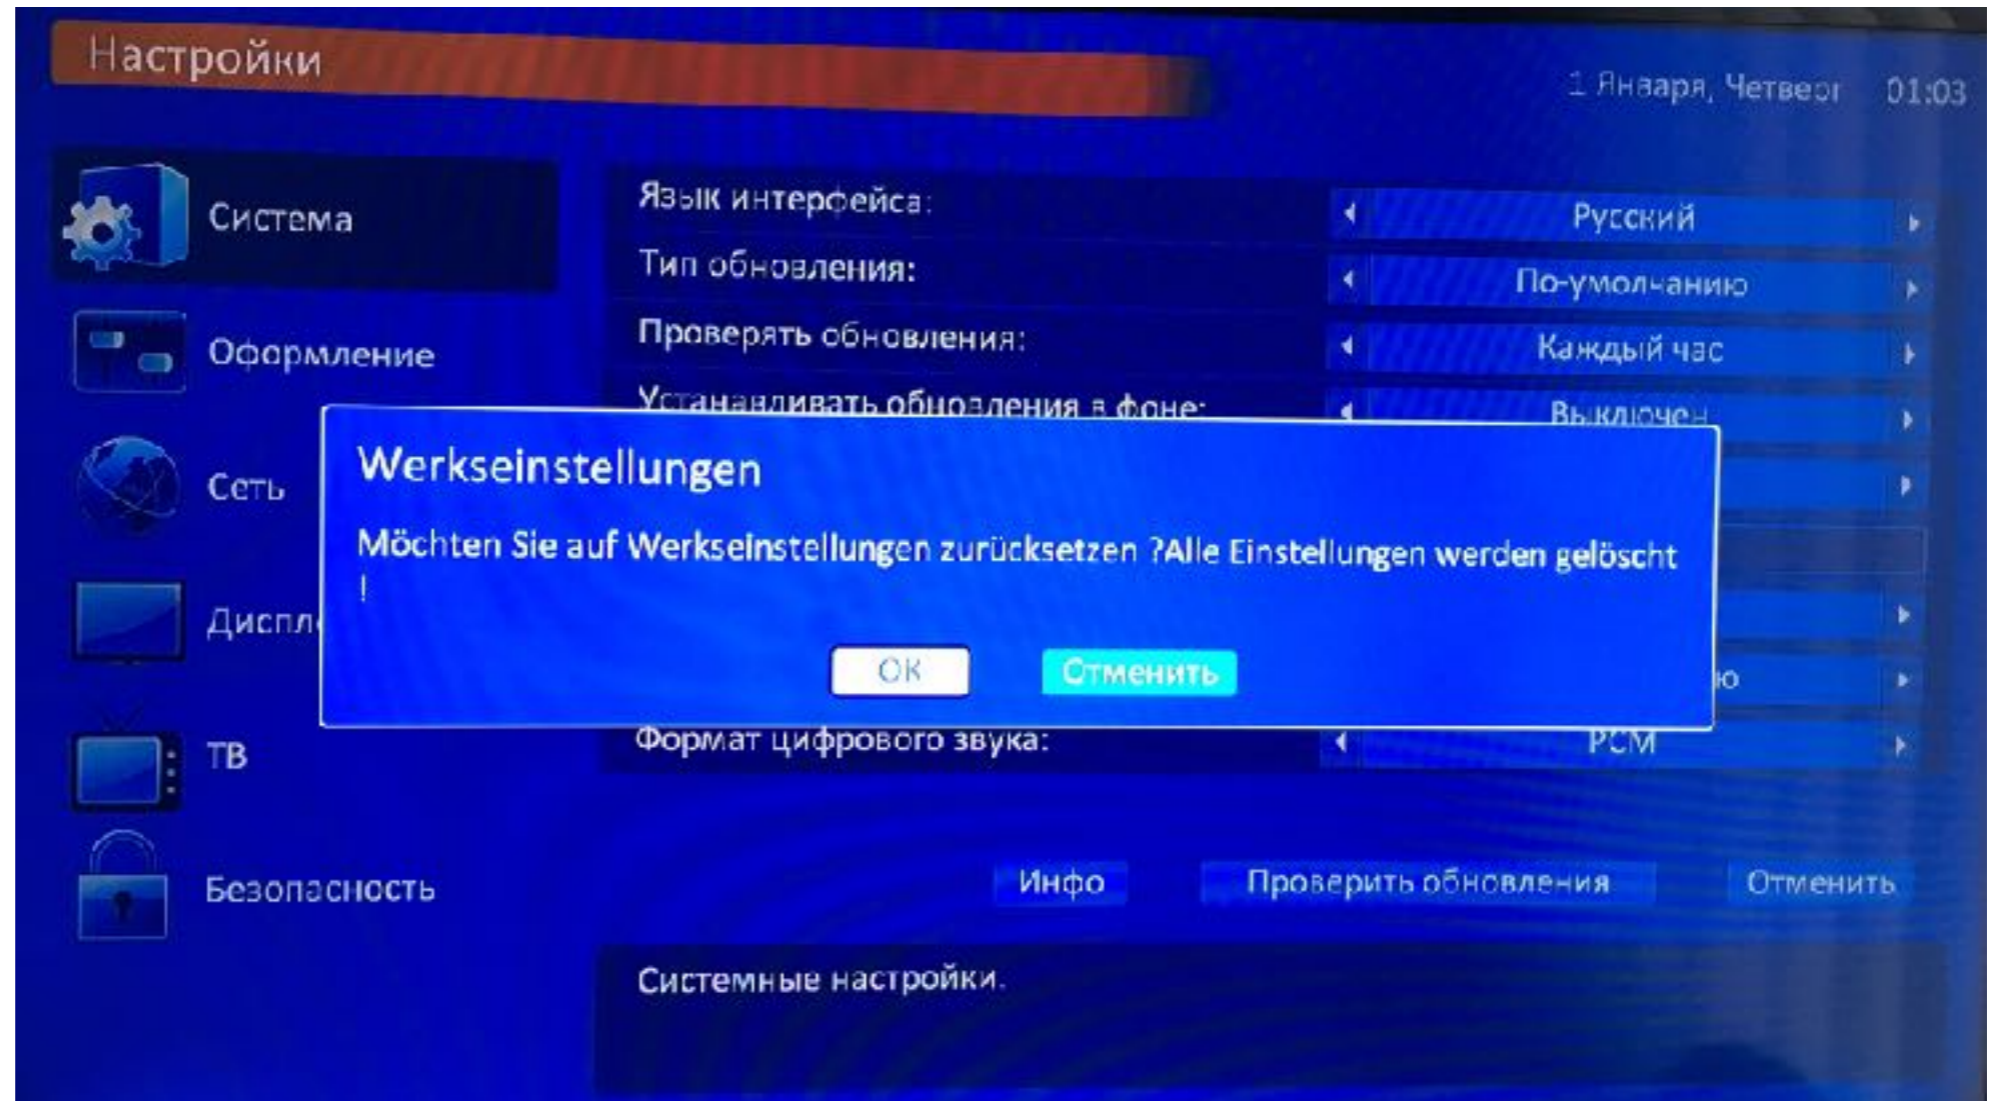 Настройки
1 Января, Четверг 01:03
Система
Оформление
Сеть
Диспл
ТВ
Безопасность
Язык интерфейса: Русский
Тип обновления: По-умолчанию
Проверять обновления: Каждый час
Устанавливать обновления в фоне: Выключен
Werkseinstellungen
Möchten Sie auf Werkseinstellungen zurücksetzen ?Alle Einstellungen werden gelöscht
!
OK Отменить
ю
Формат цифрового звука: PCM
Инфо Проверить обновления Отменить
Системные настройки.